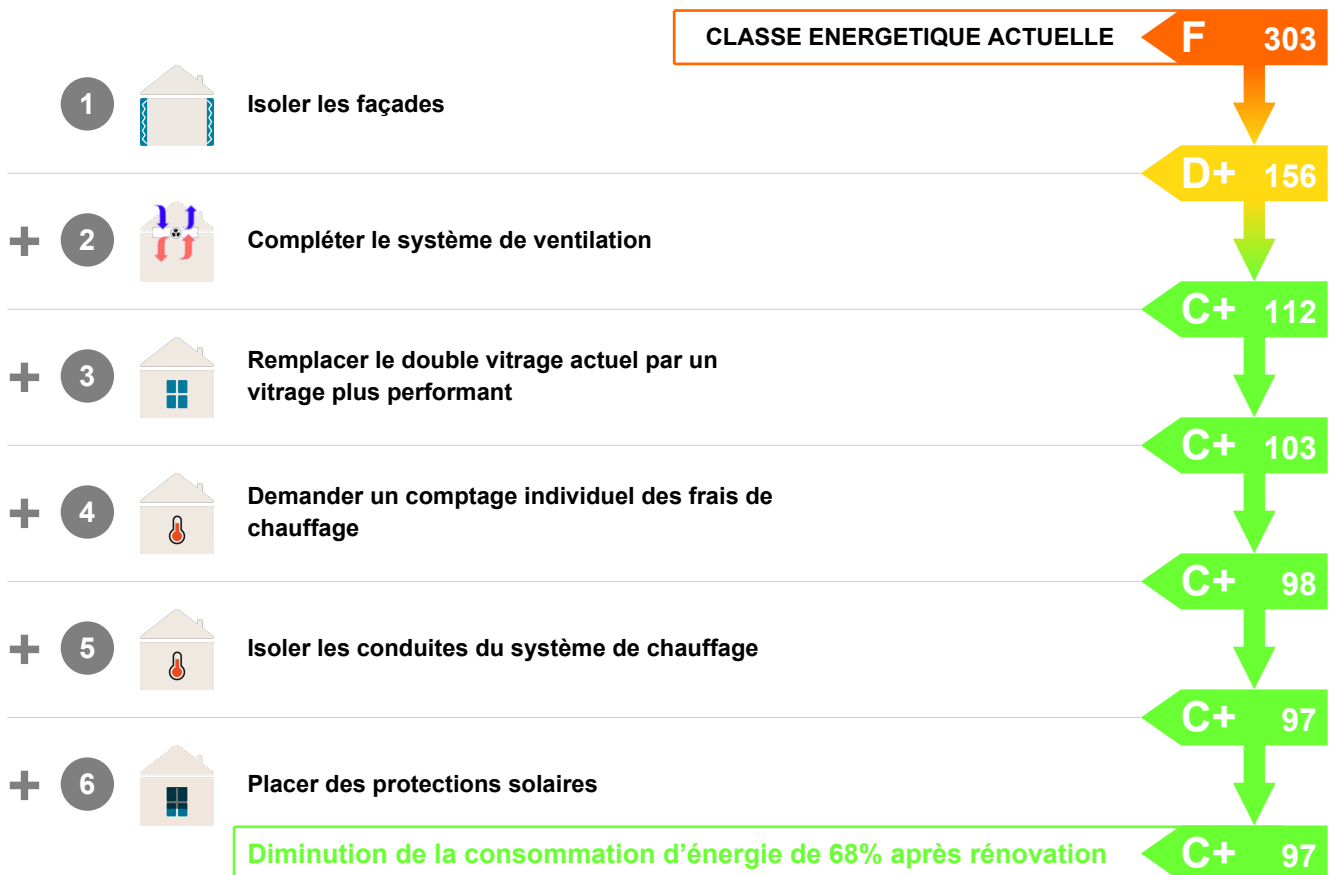 CLASSE ENERGETIQUE ACTUELLE F 303
1 Isoler les façades
D+ 156
+ 2 Compléter le système de ventilation
C+ 112
+ 3 Remplacer le double vitrage actuel par un
vitrage plus performant
C+ 103
+ 4 Demander un comptage individuel des frais de
chauffage
C+ 98
+ 5 Isoler les conduites du système de chauffage
C+ 97
+ 6 Placer des protections solaires
Diminution de la consommation d'énergie de 68% après rénovation C+ 97